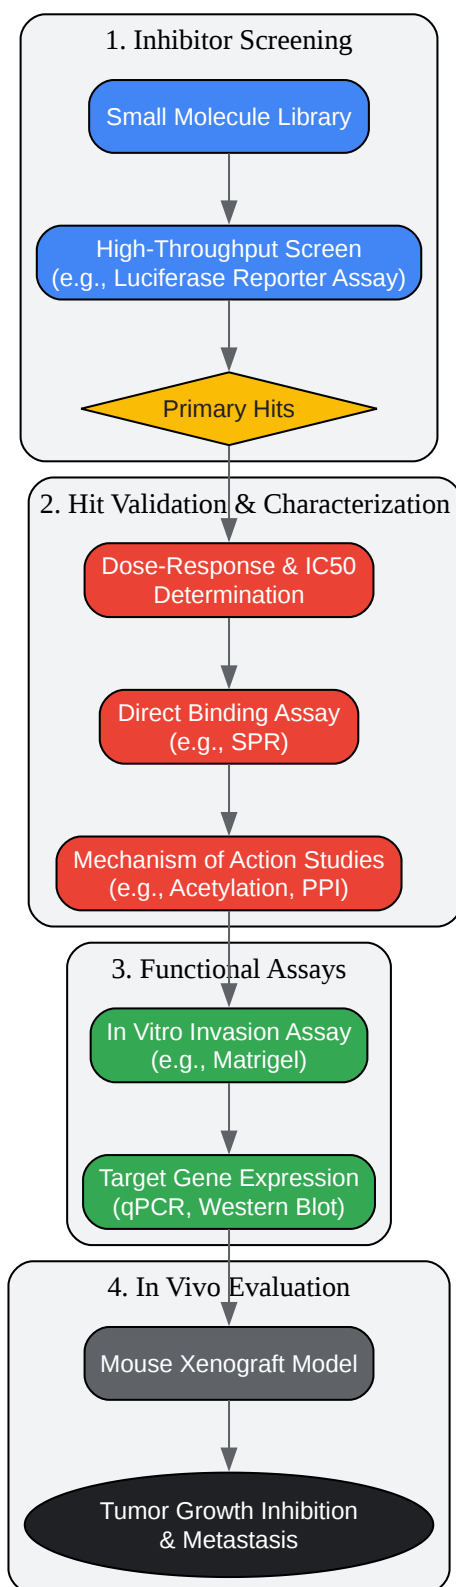 1. Inhibitor Screening
Small Molecule Library
High-Throughput Screen
(e.g., Luciferase Reporter Assay)
Primary Hits
2. Hit Validation & Characterization
Dose-Response & IC50
Determination
Direct Binding Assay
(e.g., SPR)
Mechanism of Action Studies
(e.g., Acetylation, PPI)
3. Functional Assays
In Vitro Invasion Assay
(e.g., Matrigel)
Target Gene Expression
(qPCR, Western Blot)
4. In Vivo Evaluation
Mouse Xenograft Model
Tumor Growth Inhibition
& Metastasis